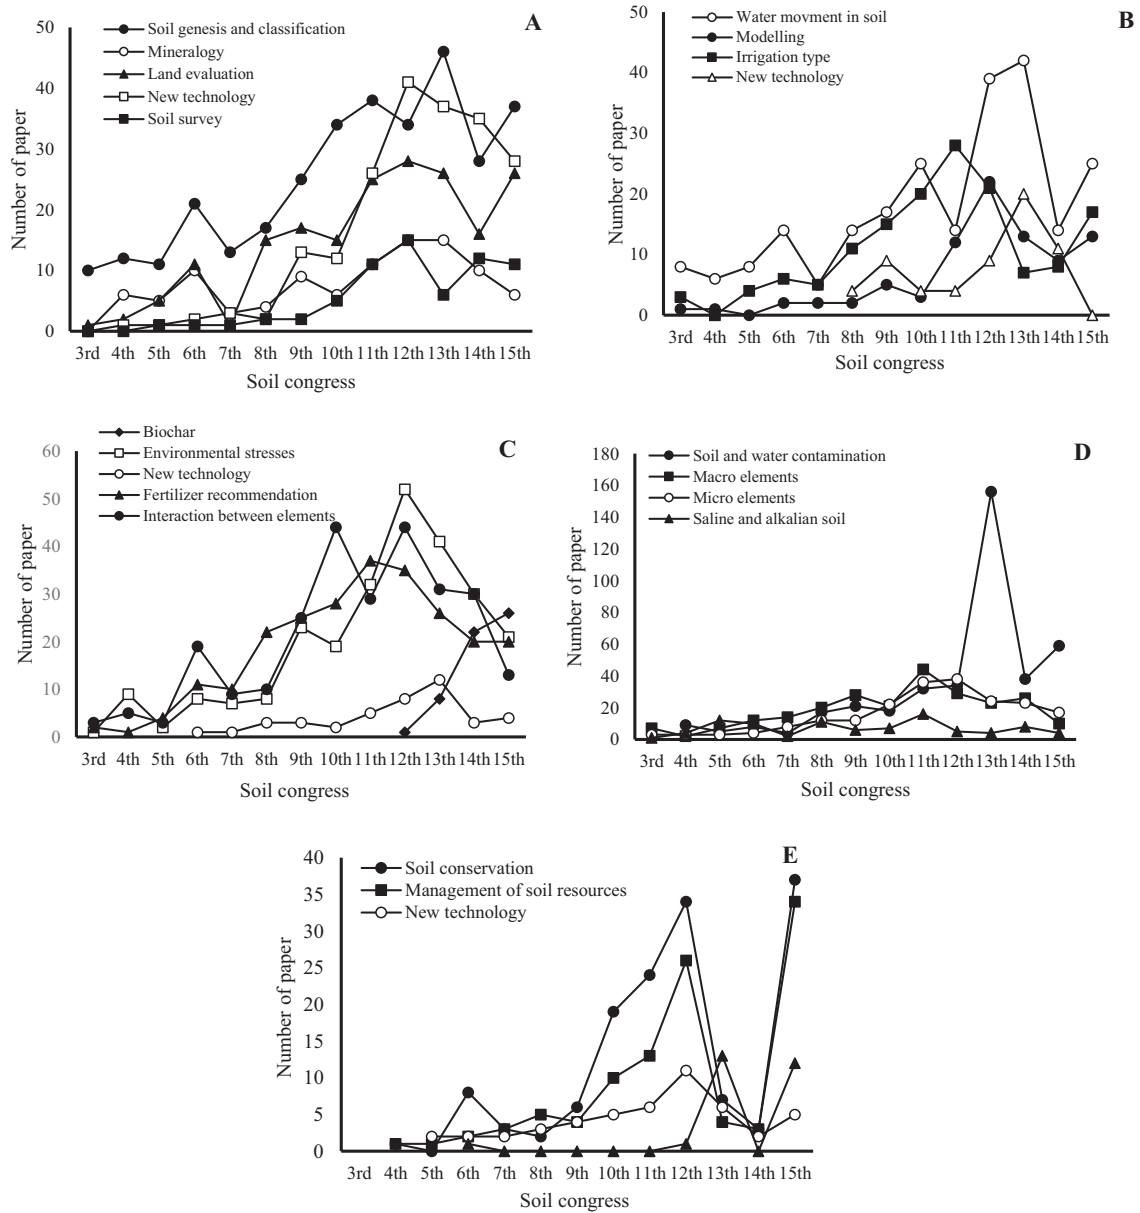 A
Soil genesis and classification
Mineralogy
Land evaluation
New technology
Soil survey
50
40
30
20
10
0
Number of paper
3rd 4th 5th 6th 7th 8th 9th 10th 11th 12th 13th 14th 15th
Soil congress
B
Water movment in soil
Modelling
Irrigation type
New technology
50
40
30
20
10
0
Number of paper
3rd 4th 5th 6th 7th 8th 9th 10th 11th 12th 13th 14th 15th
Soil congress
C
Biochar
Environmental stresses
New technology
Fertilizer recommendation
Interaction between elements
60
50
40
30
20
10
0
Number of paper
3rd 4th 5th 6th 7th 8th 9th 10th 11th 12th 13th 14th 15th
Soil congress
D
Soil and water contamination
Macro elements
Micro elements
Saline and alkalian soil
180
160
140
120
100
80
60
40
20
0
Number of paper
3rd 4th 5th 6th 7th 8th 9th 10th 11th 12th 13th 14th 15th
Soil congress
E
Soil conservation
Management of soil resources
New technology
40
35
30
25
20
15
10
5
0
Number of paper
3rd 4th 5th 6th 7th 8th 9th 10th 11th 12th 13th 14th 15th
Soil congress